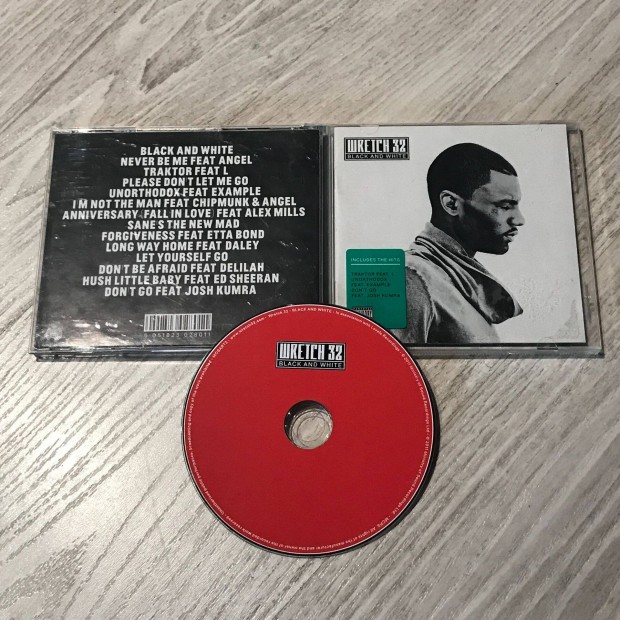 BLACK AND WHITE
NEVER BE ME FEAT ANGEL
TRAKTOR FEAT L
PLEASE DON'T LET ME GO
UNORTHODOX FEAT EXAMPLE
I M NOT THE MAN FEAT CHIPMUNK & ANGEL
ANNIVERSARY (FALL IN LOVE) FEAT ALEX MILLS
SANE S THE NEW MAD
FORGIVENESS FEAT ETTA BOND
LONG WAY HOME FEAT DALEY
LET YOURSELF GO
DON'T BE AFRAID FEAT DELILAH
HUSH LITTLE BABY FEAT ED SHEERAN
DON T GO FEAT JOSH KUMRA
WRETCH 32
BLACK AND WHITE
INCLUDES THE HITS
TRAKTOR FEAT L
UNORTHODOX
FEAT EXAMPLE
DON'T GO
FEAT JOSH KUMRA
WRETCH 32
BLACK AND WHITE